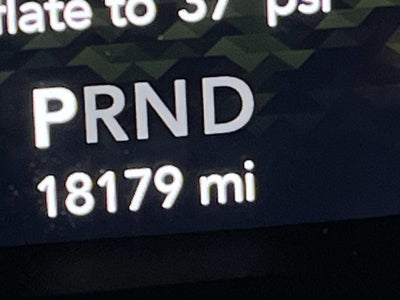 flate to 37 psi
PRND
18179 mi